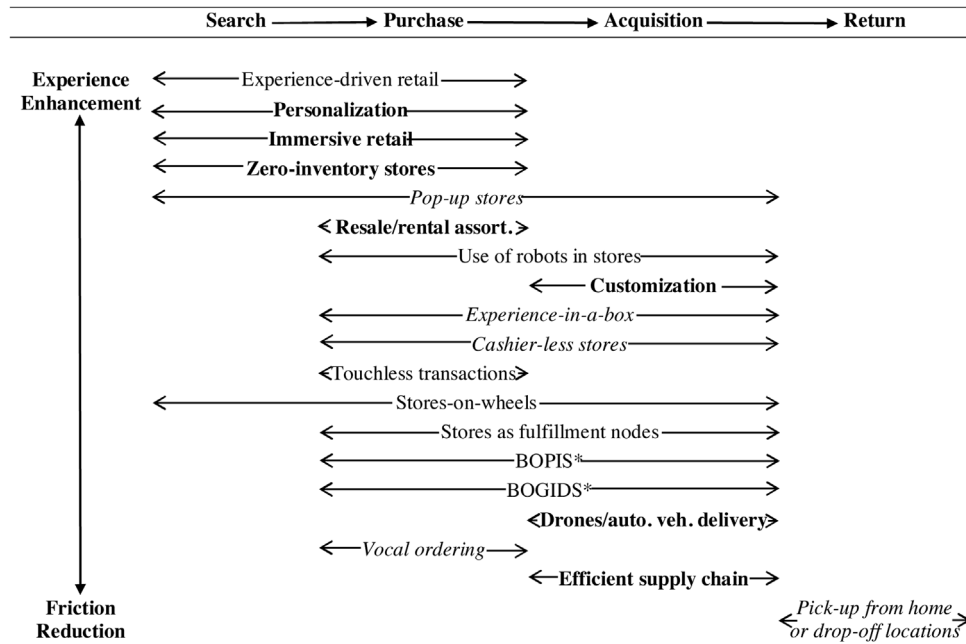 Search Purchase Acquisition Return
Experience
Enhancement
Experience-driven retail
Personalization
Immersive retail
Zero-inventory stores
Pop-up stores
Resale/rental assort.
Use of robots in stores
Customization
Experience-in-a-box
Cashier-less stores
Touchless transactions
Stores-on-wheels
Stores as fulfillment nodes
BOPIS*
BOGIDS*
Drones/auto. veh. delivery
Vocal ordering
Efficient supply chain
Friction
Reduction
Pick-up from home
or drop-off locations